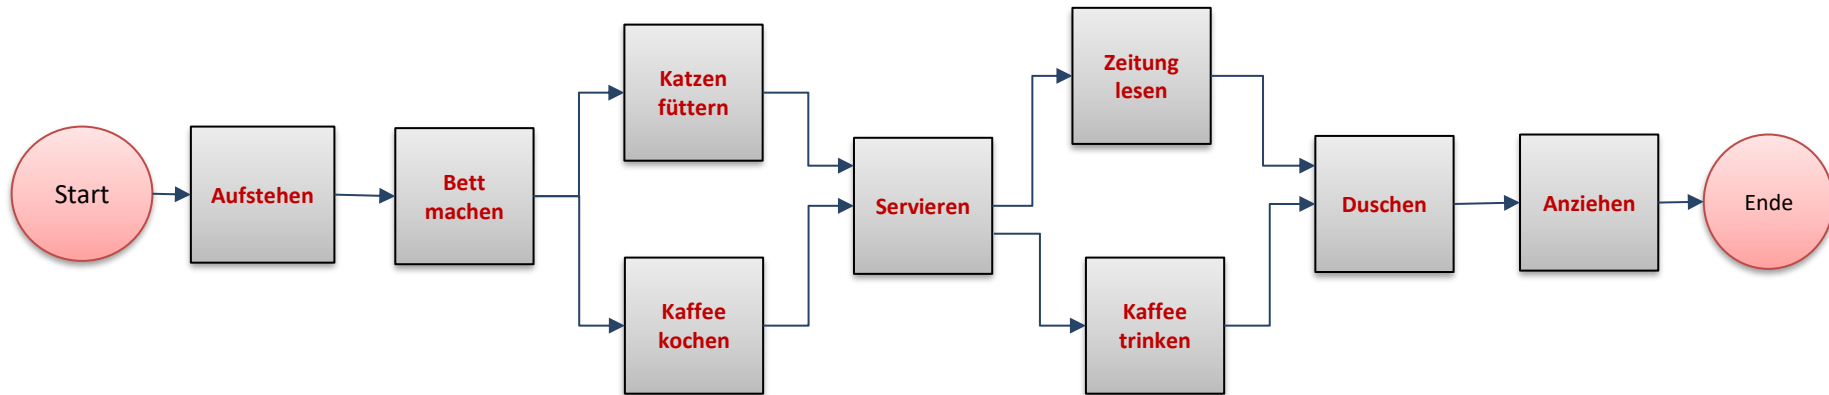 Start
Aufstehen
Bett
machen
Katzen
füttern
Kaffee
kochen
Servieren
Zeitung
lesen
Kaffee
trinken
Duschen
Anziehen
Ende